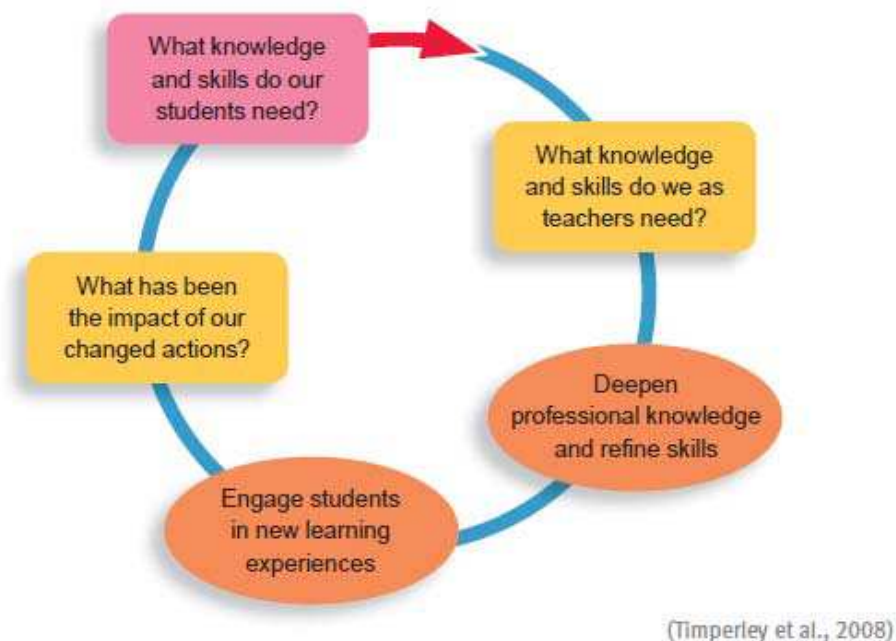 What knowledge
and skills do our
students need?
What knowledge
and skills do we as
teachers need?
Deepen
professional knowledge
and refine skills
Engage students
in new learning
experiences
What has been
the impact of our
changed actions?
(Timperley et al., 2008)